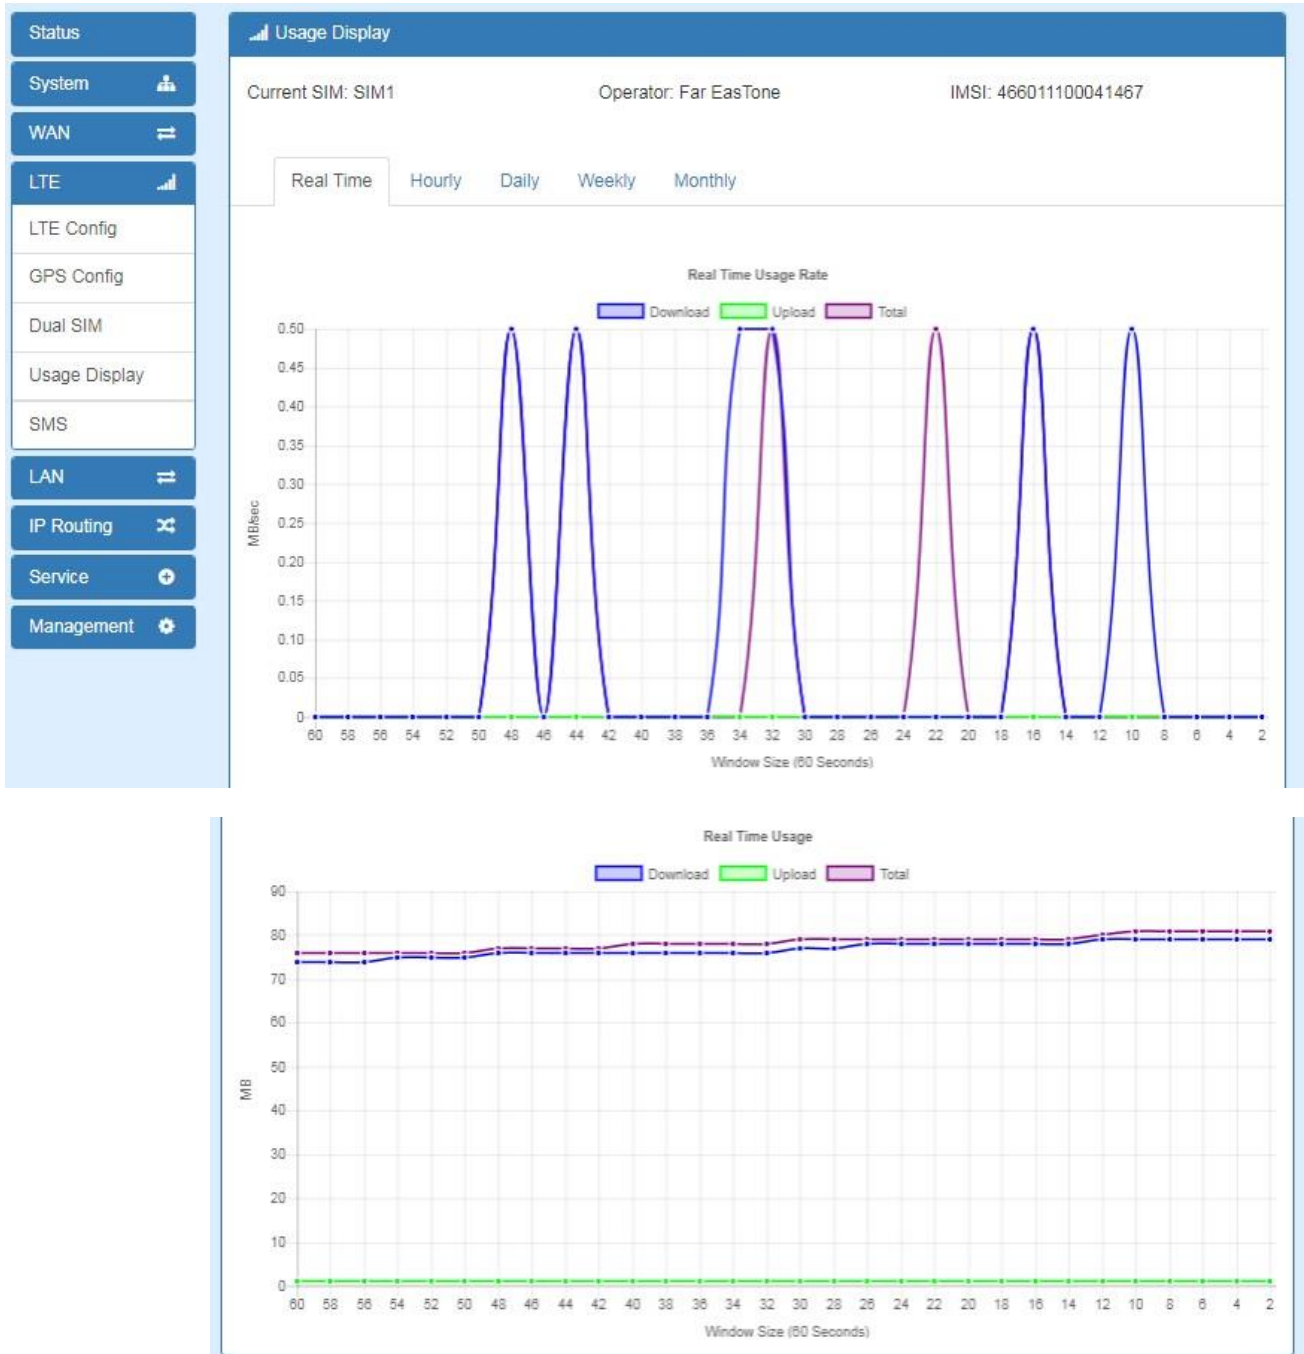 Status
System
WAN
LTE
LTE Config
GPS Config
Dual SIM
Usage Display
SMS
LAN
IP Routing
Service
Management
Usage Display
Current SIM: SIM1 Operator: Far EasTone IMSI: 466011100041467
Real Time Hourly Daily Weekly Monthly
Real Time Usage Rate
Download Upload Total
0.50
0.45
0.40
0.35
0.30
0.25
0.20
0.15
0.10
0.05
0
MB/sec
60 58 56 54 52 50 48 46 44 42 40 38 36 34 32 30 28 26 24 22 20 18 16 14 12 10 8 6 4 2
Window Size (60 Seconds)
Real Time Usage
Download Upload Total
90
80
70
60
50
40
30
20
10
0
MB
60 58 56 54 52 50 48 46 44 42 40 38 36 34 32 30 28 26 24 22 20 18 16 14 12 10 8 6 4 2
Window Size (60 Seconds)